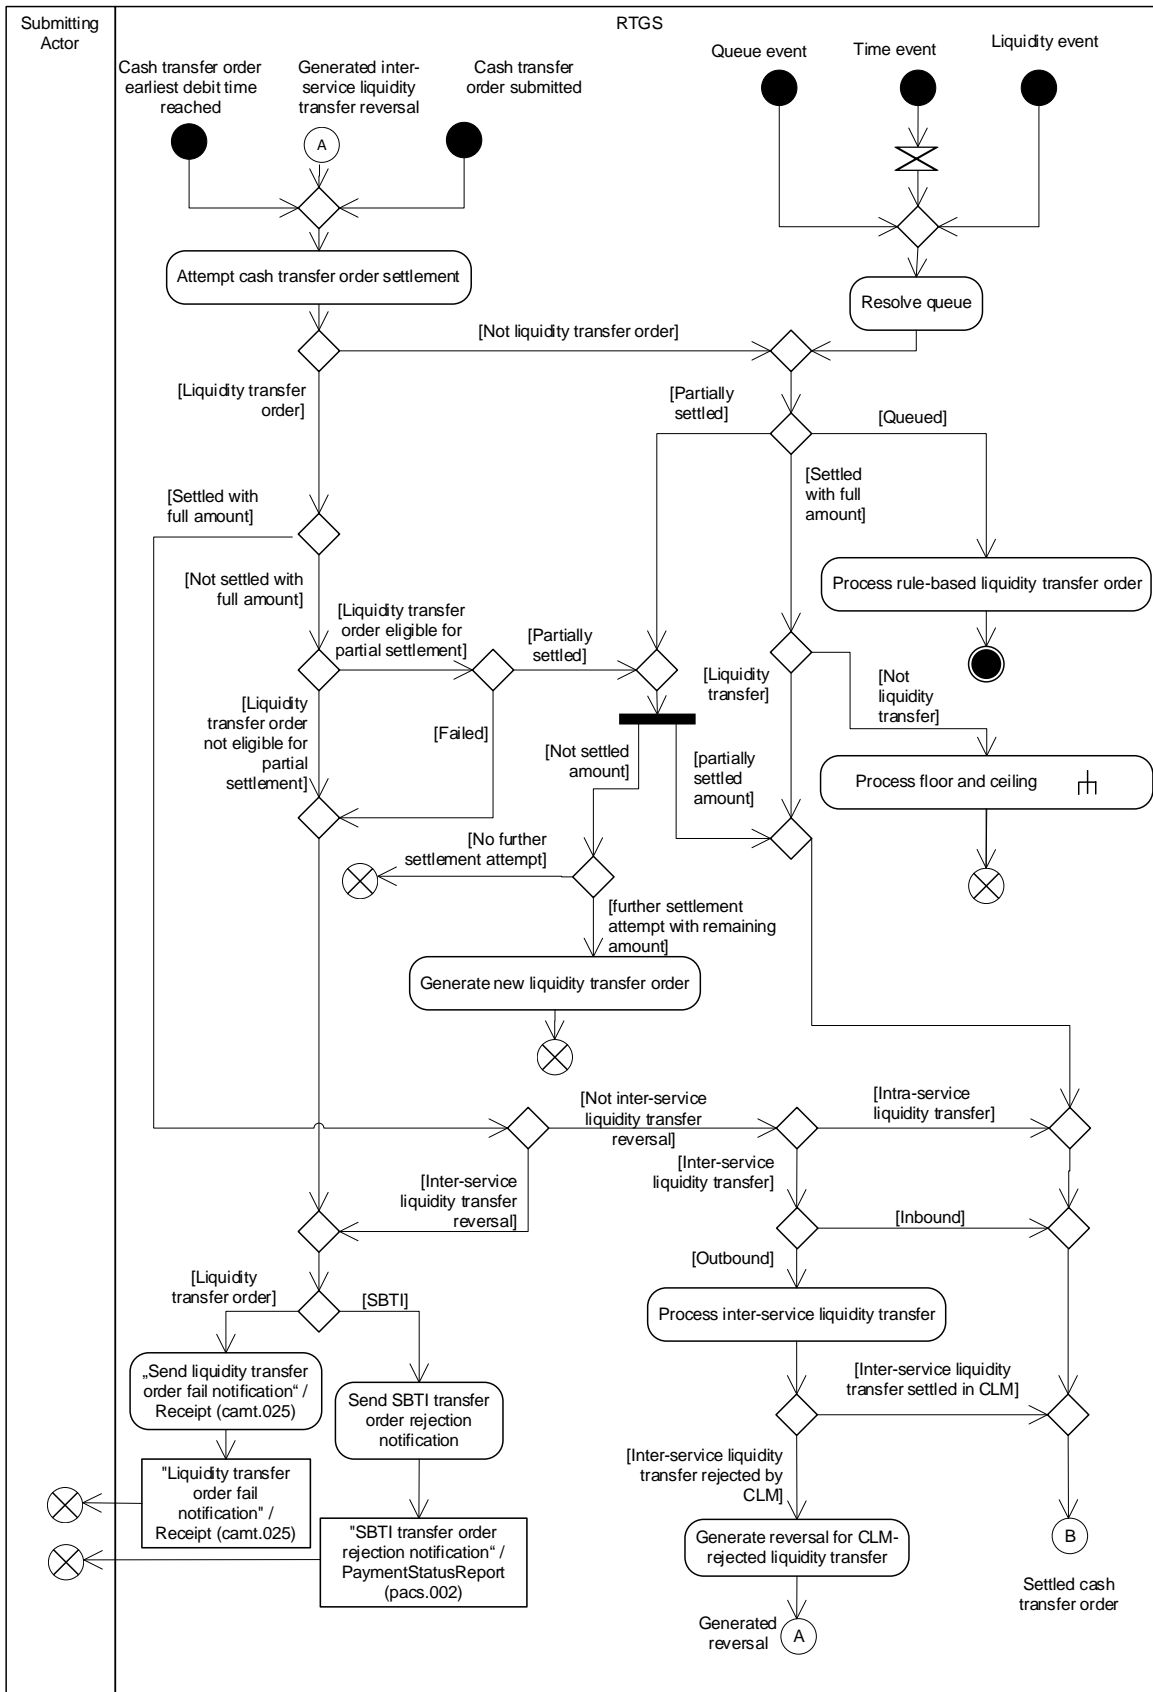 Submitting
Actor
RTGS
Cash transfer order
earliest debit time
reached
Generated inter-
service liquidity
transfer reversal
Cash transfer
order submitted
Queue event
Time event
Liquidity event
A
Attempt cash transfer order settlement
Resolve queue
[Not liquidity transfer order]
[Liquidity transfer
order]
[Partially
settled]
[Queued]
[Settled
with full
amount]
[Settled with
full amount]
Process rule-based liquidity transfer order
[Not settled with
full amount]
[Liquidity transfer
order eligible for
partial settlement]
[Partially
settled]
[Liquidity
transfer]
[Not
liquidity
transfer]
[Liquidity
transfer order
not eligible for
partial
settlement]
[Failed]
[Not settled
amount]
[partially
settled
amount]
Process floor and ceiling
[No further
settlement attempt]
[further settlement
attempt with remaining
amount]
Generate new liquidity transfer order
[Not inter-service
liquidity transfer
reversal]
[Intra-service
liquidity transfer]
[Inter-service
liquidity transfer
reversal]
[Inter-service
liquidity transfer]
[Inbound]
[Outbound]
[Liquidity
transfer order]
[SBTI]
Process inter-service liquidity transfer
„Send liquidity transfer
order fail notification“ /
Receipt (camt.025)
Send SBTI transfer
order rejection
notification
[Inter-service liquidity
transfer settled in CLM]
[Inter-service liquidity
transfer rejected by
CLM]
"Liquidity transfer
order fail
notification" /
Receipt (camt.025)
"SBTI transfer order
rejection notification“ /
PaymentStatusReport
(pacs.002)
Generate reversal for CLM-
rejected liquidity transfer
B
Settled cash
transfer order
Generated
reversal
A